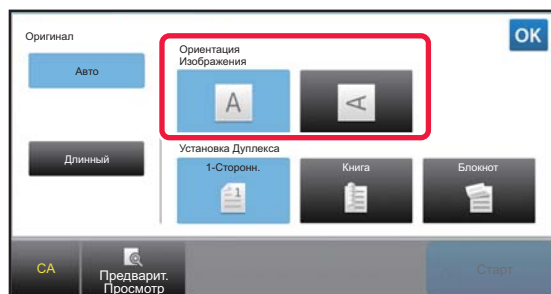 Оригинал
OK
Ориентация
Изображения
Авто
A
A
Установка Дуплекса
Длинный
1-Сторонн.
Книга
Блокнот
1
CA
Предварит.
Просмотр
Старт